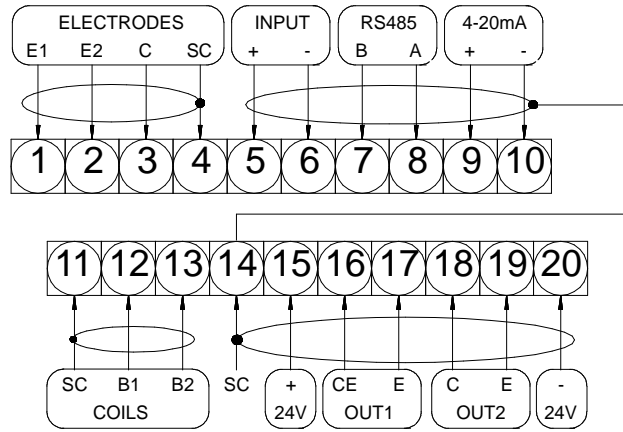 ELECTRODES INPUT RS485 4-20mA
E1 E2 C SC + - B A + -
1 2 3 4 5 6 7 8 9 10
11 12 13 14 15 16 17 18 19 20
SC B1 B2 SC + CE E C E -
COILS 24V OUT1 OUT2 24V